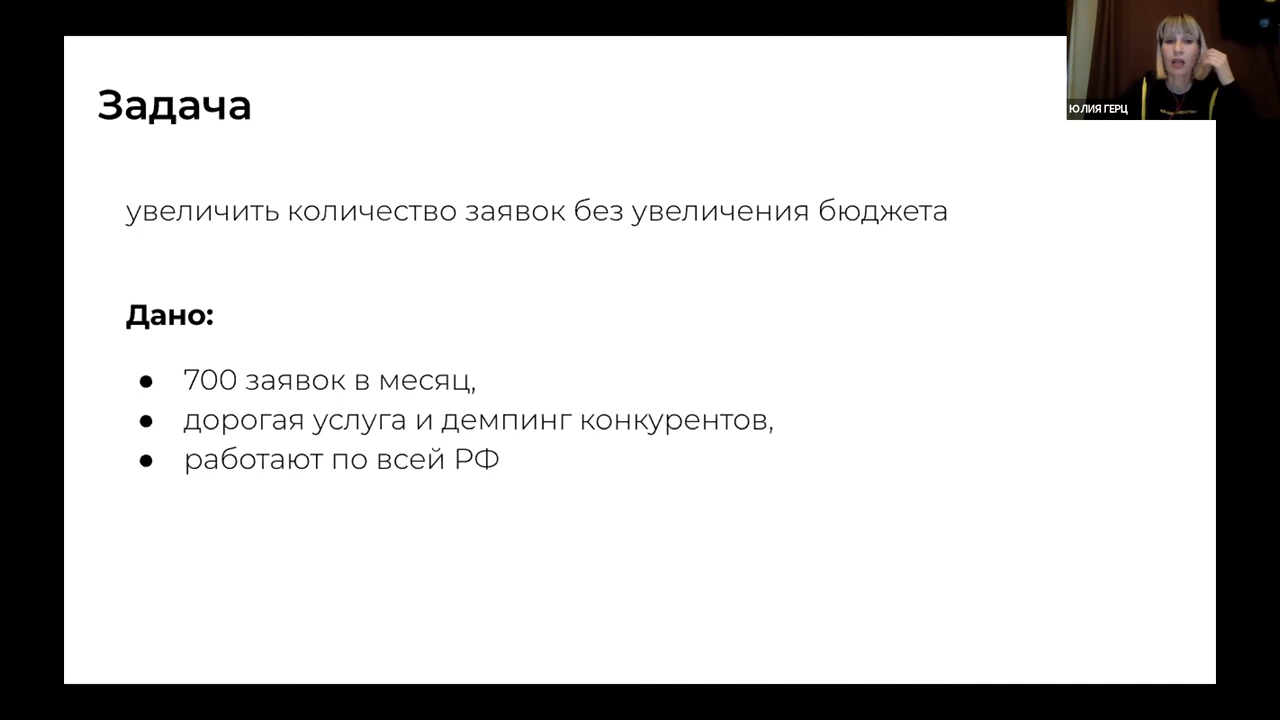 Задача
ЮЛИЯ ГЕРЦ
увеличить количество заявок без увеличения бюджета
Дано:
● 700 заявок в месяц,
● дорогая услуга и демпинг конкурентов,
● работают по всей РФ